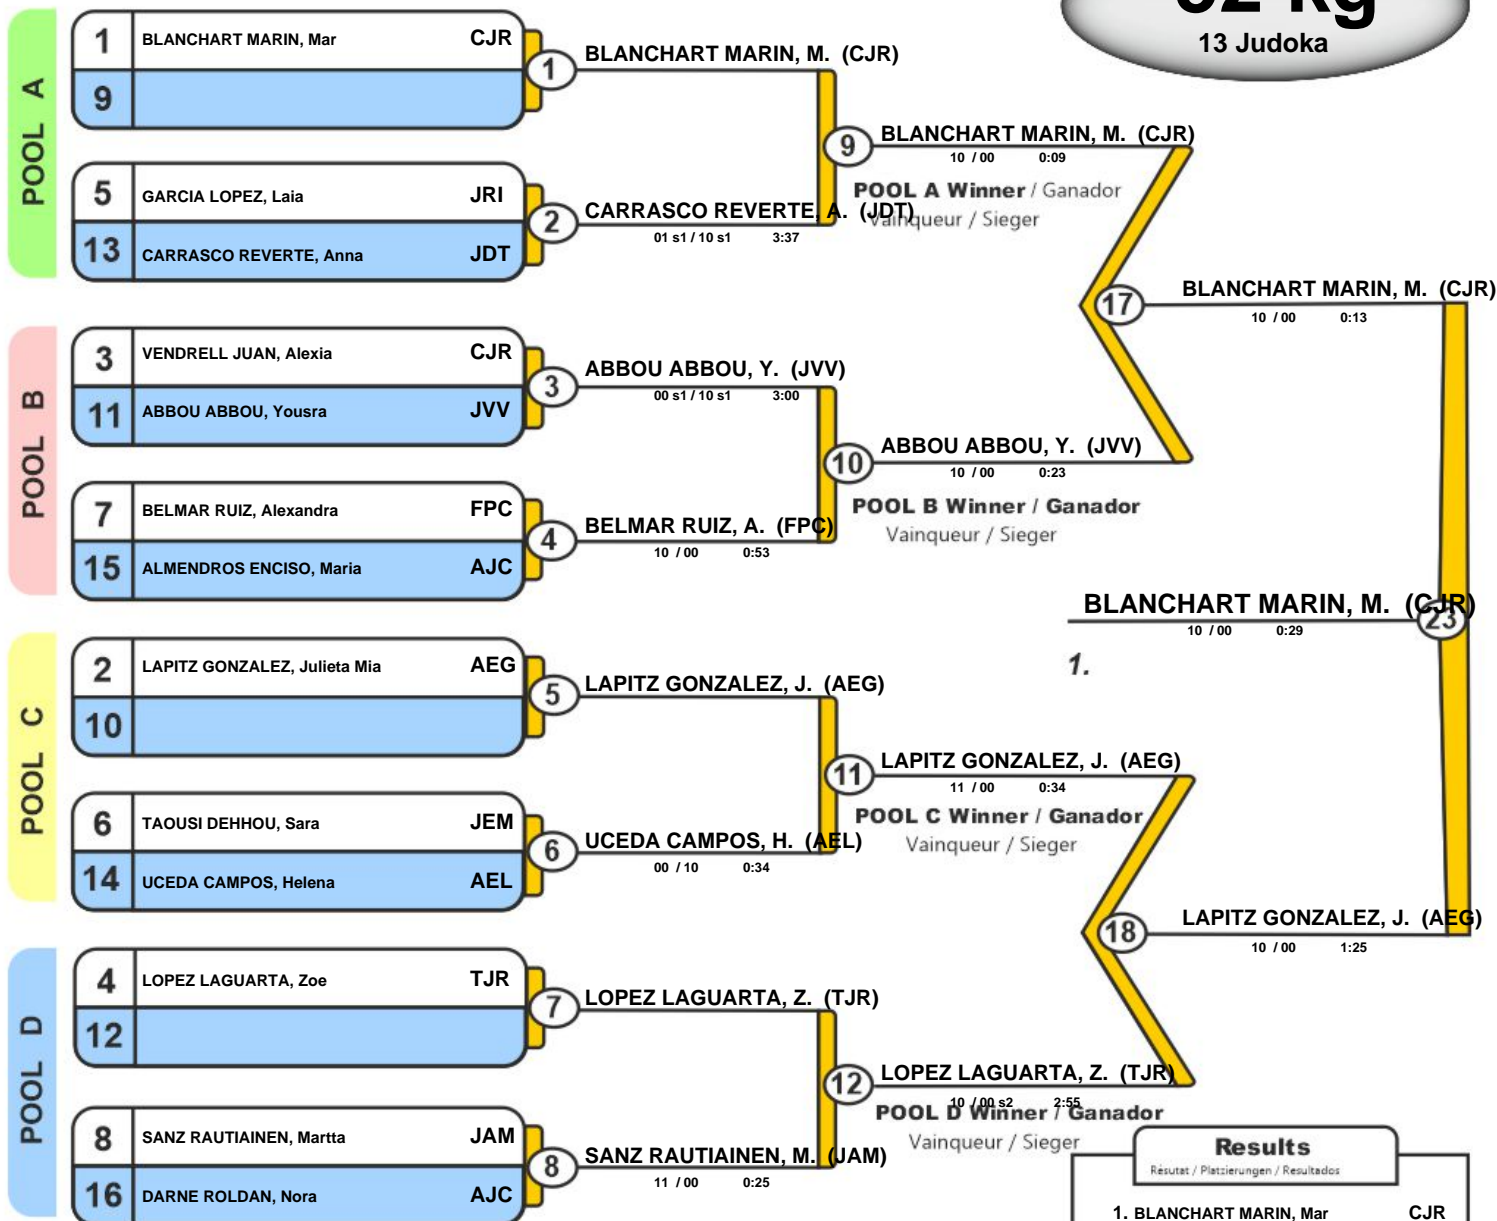 kg
13 Judoka
POOL A
1 BLANCHART MARIN, Mar CJR
9
5 GARCIA LOPEZ, Laia JRI
13 CARRASCO REVERTE, Anna JDT
1 BLANCHART MARIN, M. (CJR)
2 CARRASCO REVERTE, A. (JDT)
01 s1 / 10 s1 3:37
9 BLANCHART MARIN, M. (CJR)
10 / 00 0:09
POOL A Winner / Ganador
Vainqueur / Sieger
POOL B
3 VENDRELL JUAN, Alexia CJR
11 ABBOU ABBOU, Yousra JVV
7 BELMAR RUIZ, Alexandra FPC
15 ALMENDROS ENCISO, Maria AJC
3 ABBOU ABBOU, Y. (JVV)
00 s1 / 10 s1 3:00
4 BELMAR RUIZ, A. (FPC)
10 / 00 0:53
10 ABBOU ABBOU, Y. (JVV)
10 / 00 0:23
POOL B Winner / Ganador
Vainqueur / Sieger
17 BLANCHART MARIN, M. (CJR)
10 / 00 0:13
POOL C
2 LAPITZ GONZALEZ, Julieta Mia AEG
10
6 TAOUSI DEHHOU, Sara JEM
14 UCEDA CAMPOS, Helena AEL
5 LAPITZ GONZALEZ, J. (AEG)
6 UCEDA CAMPOS, H. (AEL)
00 / 10 0:34
11 LAPITZ GONZALEZ, J. (AEG)
11 / 00 0:34
POOL C Winner / Ganador
Vainqueur / Sieger
POOL D
4 LOPEZ LAGUARTA, Zoe TJR
12
8 SANZ RAUTIAINEN, Martta JAM
16 DARNE ROLDAN, Nora AJC
7 LOPEZ LAGUARTA, Z. (TJR)
8 SANZ RAUTIAINEN, M. (JAM)
11 / 00 0:25
12 LOPEZ LAGUARTA, Z. (TJR)
10 / 00 s2 2:55
POOL D Winner / Ganador
Vainqueur / Sieger
18 LAPITZ GONZALEZ, J. (AEG)
10 / 00 1:25
BLANCHART MARIN, M. (CJR)
23
10 / 00 0:29
1.
Results
Résutat / Platzierungen / Resultados
1. BLANCHART MARIN, Mar CJR